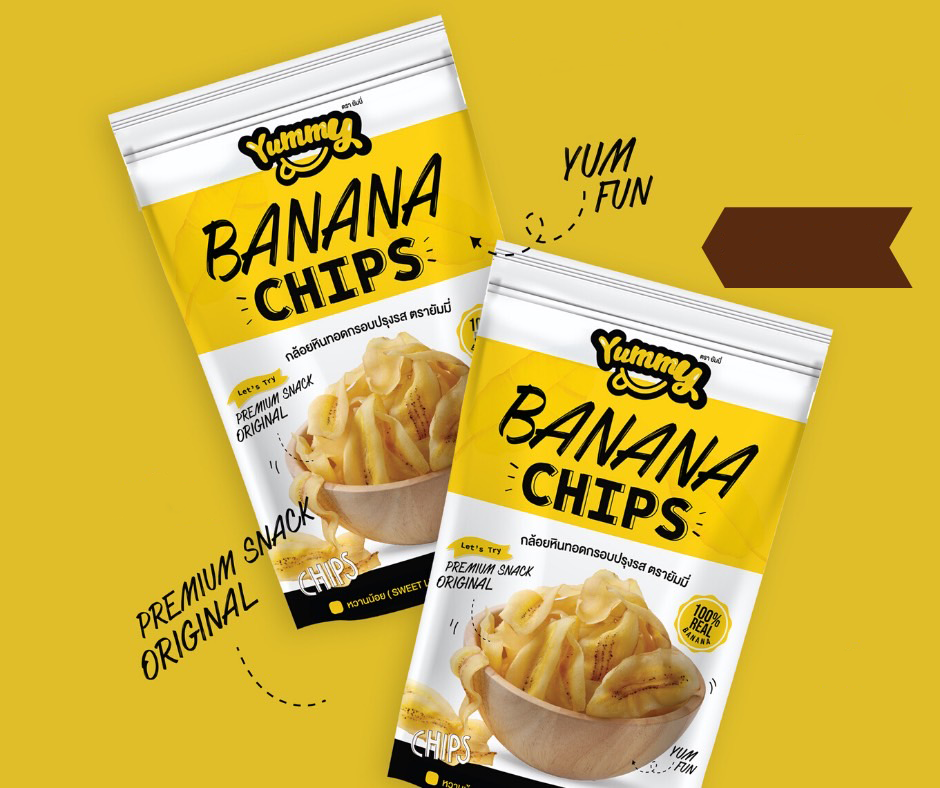 Yummy
ตรา ยัมมี่
BANANA
CHIPS
กล้วยหินทอดกรอบปรุงรส ตรายัมมี่
Let's Try
PREMIUM SNACK
ORIGINAL
CHIPS
หวานน้อย (SWEET
YUM
FUN
PREMIUM SNACK
ORIGINAL
Yummy
ตรา ยัมมี่
BANANA
CHIPS
กล้วยหินทอดกรอบปรุงรส ตรายัมมี่
Let's Try
PREMIUM SNACK
ORIGINAL
100%
REAL
BANANA
CHIPS
YUM
FUN